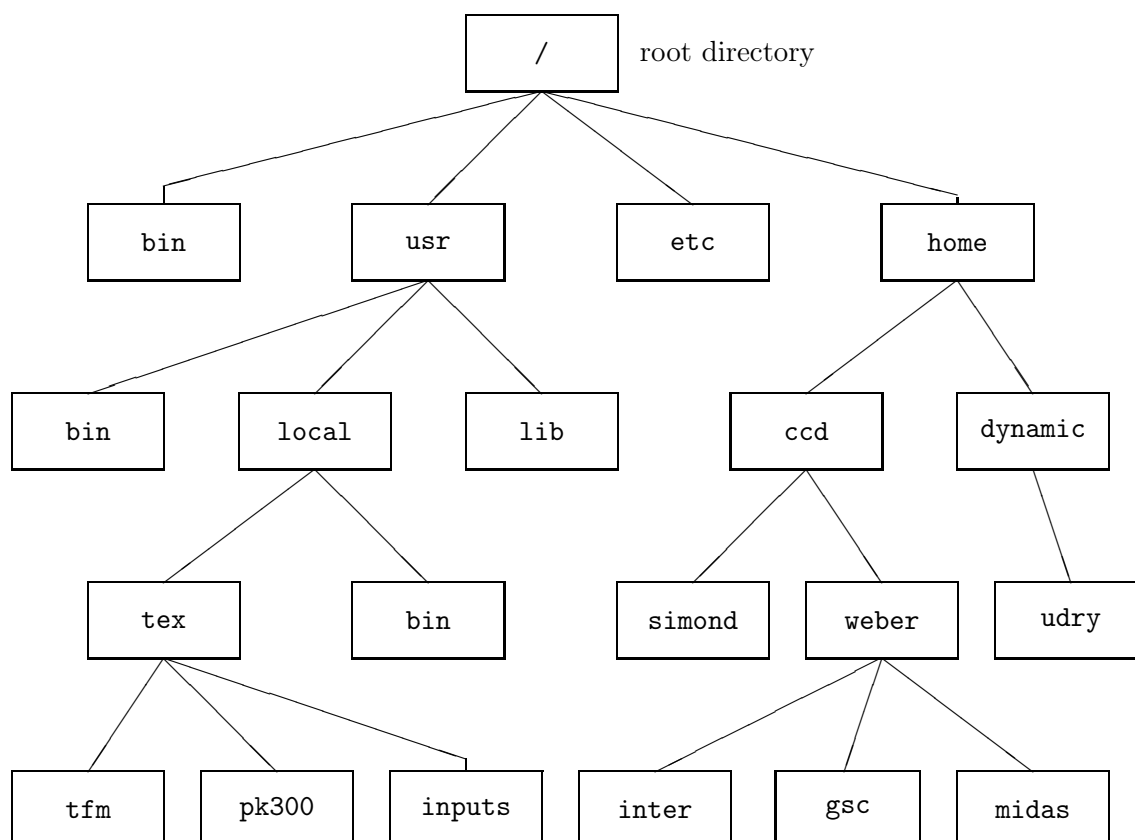 / root directory
bin usr etc home
bin local lib ccd dynamic
tex bin simond weber udry
tfm pk300 inputs inter gsc midas